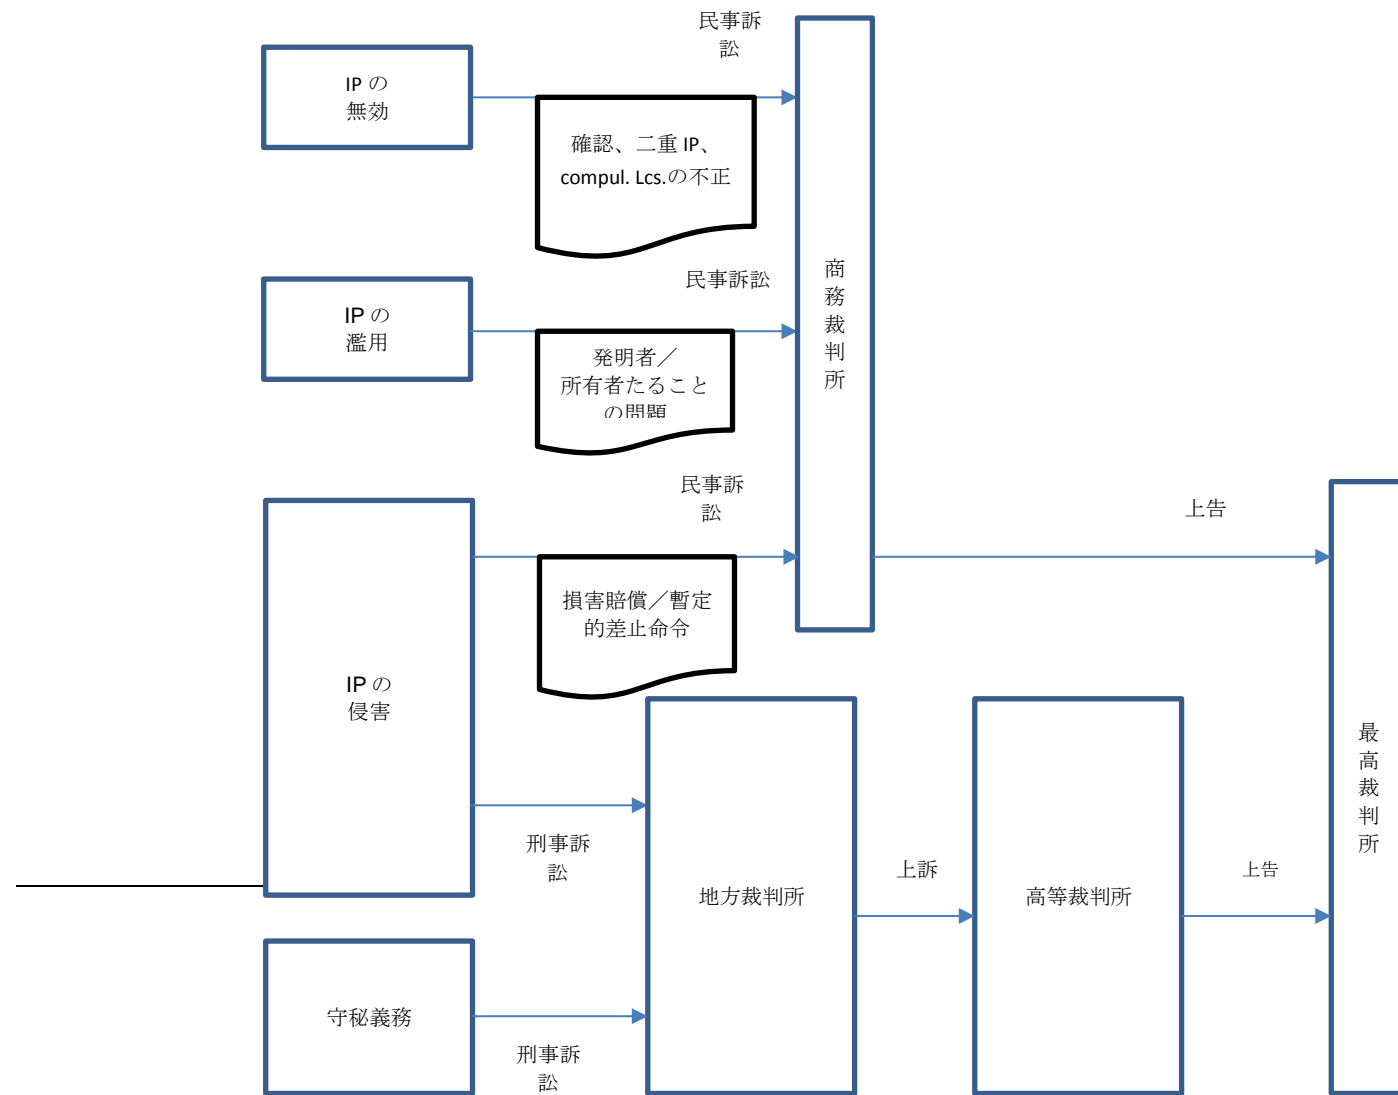 民事訴
訟
IP の
無効
確認、二重 IP、
compul. Lcs.の不正
民事訴訟
IP の
濫用
発明者／
所有者たること
の問題
商
務
裁
判
所
民事訴
訟
上告
損害賠償／暫定
的差止命令
IP の
侵害
刑事訴
訟
地方裁判所
上訴
高等裁判所
上告
最
高
裁
判
所
守秘義務
刑事訴
訟